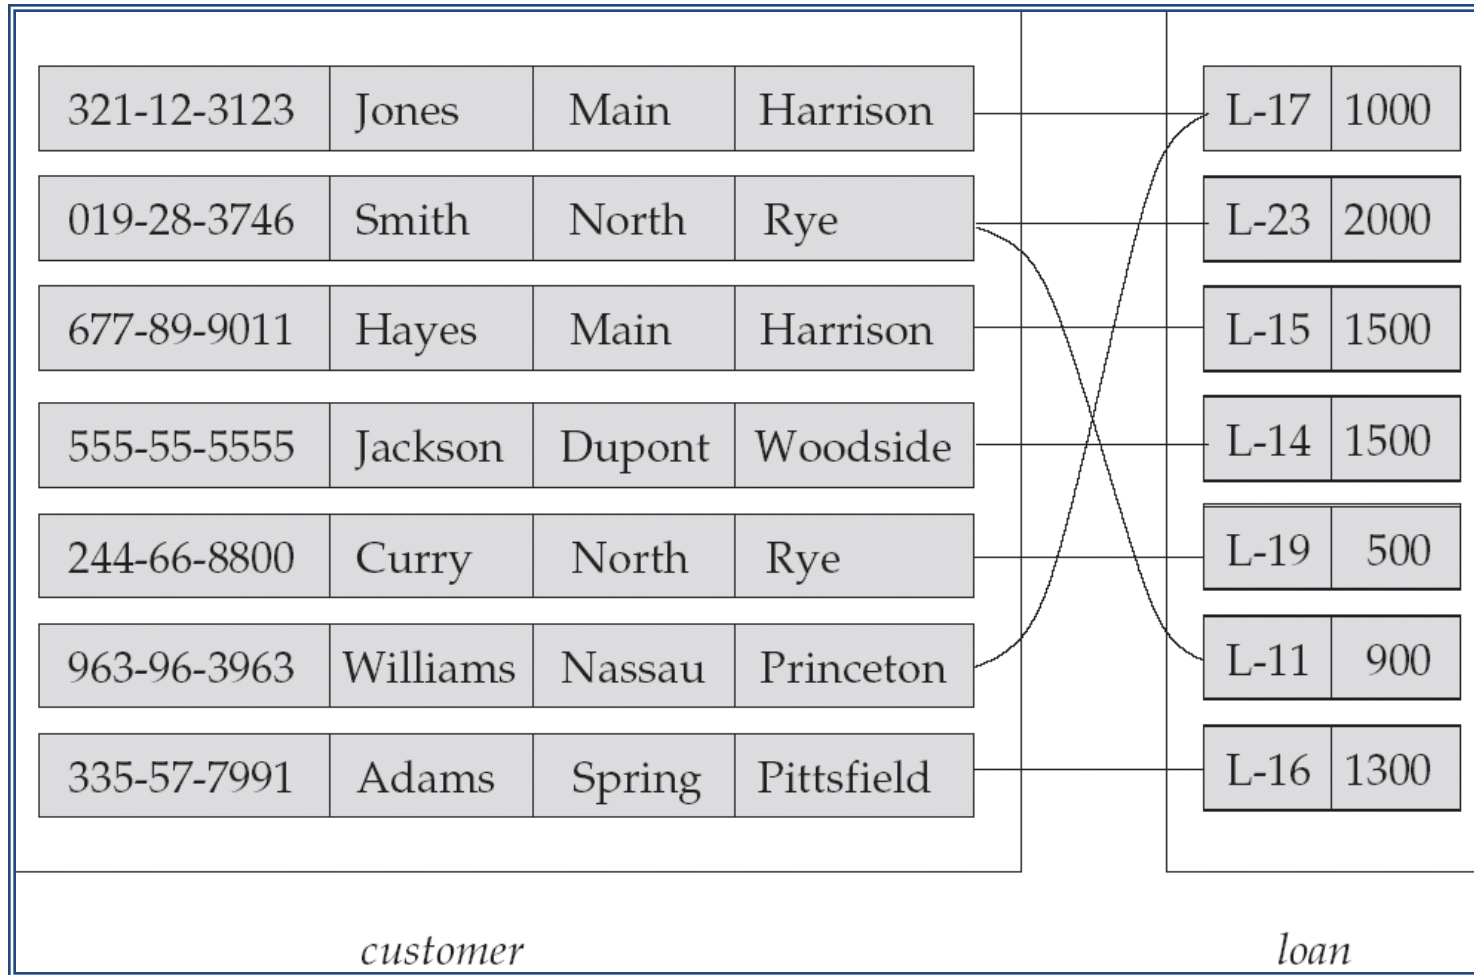 321-12-3123 Jones Main Harrison L-17 1000
019-28-3746 Smith North Rye L-23 2000
677-89-9011 Hayes Main Harrison L-15 1500
555-55-5555 Jackson Dupont Woodside L-14 1500
244-66-8800 Curry North Rye L-19 500
963-96-3963 Williams Nassau Princeton L-11 900
335-57-7991 Adams Spring Pittsfield L-16 1300
customer loan